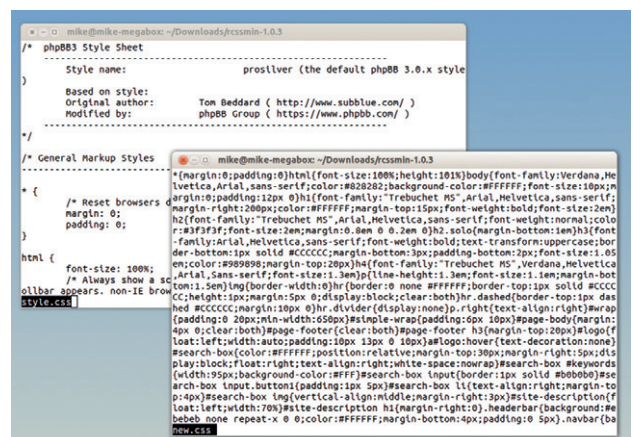 mike@mike-megabox: ~/Downloads/rcssmin-1.0.3
/*  phpBB3 Style Sheet
    --------------------------------------------------------------
        Style name:                     prosilver (the default phpBB 3.0.x style
)
        Based on style:
        Original author:        Tom Beddard ( http://www.subblue.com/ )
        Modified by:            phpBB Group ( https://www.phpbb.com/ )
    --------------------------------------------------------------
*/
/* General Markup Styles
---------------------------
* {
        /* Reset browsers d
        margin: 0;
        padding: 0;
}
html {
        font-size: 100%;
        /* Always show a sc
ollbar appears. non-IE brow
style.css
mike@mike-megabox: ~/Downloads/rcssmin-1.0.3
*{margin:0;padding:0}html{font-size:100%;height:101%}body{font-family:Verdana,He
lvetica,Arial,sans-serif;color:#828282;background-color:#FFFFFF;font-size:10px;m
argin:0;padding:12px 0}h1{font-family:"Trebuchet MS",Arial,Helvetica,sans-serif;
margin-right:200px;color:#FFFFFF;margin-top:15px;font-weight:bold;font-size:2em}
h2{font-family:"Trebuchet MS",Arial,Helvetica,sans-serif;font-weight:normal;colo
r:#3f3f3f;font-size:2em;margin:0.8em 0 0.2em 0}h2.solo{margin-bottom:1em}h3{font
-family:Arial,Helvetica,sans-serif;font-weight:bold;text-transform:uppercase;bor
der-bottom:1px solid #CCCCCC;margin-bottom:3px;padding-bottom:2px;font-size:1.05
em;color:#989898;margin-top:20px}h4{font-family:"Trebuchet MS",Verdana,Helvetica
,Arial,Sans-serif;font-size:1.3em}p{line-height:1.3em;font-size:1.1em;margin-bot
tom:1.5em}img{border-width:0}hr{border:0 none #FFFFFF;border-top:1px solid #CCCC
CC;height:1px;margin:5px 0;display:block;clear:both}hr.dashed{border-top:1px das
hed #CCCCCC;margin:10px 0}hr.divider{display:none}p.right{text-align:right}#wrap
{padding:0 20px;min-width:650px}#simple-wrap{padding:6px 10px}#page-body{margin:
4px 0;clear:both}#page-footer{clear:both}#page-footer h3{margin-top:20px}#logo{f
loat:left;width:auto;padding:10px 13px 0 10px}a#logo:hover{text-decoration:none}
#search-box{color:#FFFFFF;position:relative;margin-top:30px;margin-right:5px;dis
play:block;float:right;text-align:right;white-space:nowrap}#search-box #keywords
{width:95px;background-color:#FFF}#search-box input{border:1px solid #b0b0b0}#se
arch-box input.button1{padding:1px 5px}#search-box li{text-align:right;margin-to
p:4px}#search-box img{vertical-align:middle;margin-right:3px}#site-description{f
loat:left;width:70%}#site-description h1{margin-right:0}.headerbar{background:#e
bebeb none repeat-x 0 0;color:#FFFFFF;margin-bottom:4px;padding:0 5px}.navbar{ba
new.css